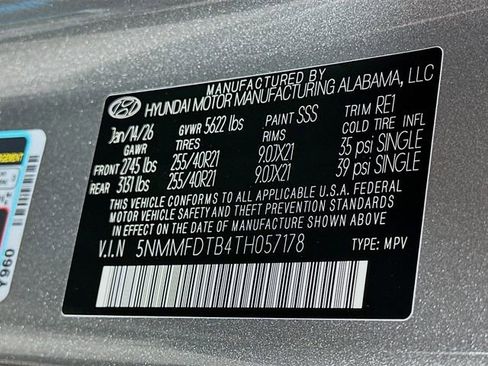 MANUFACTURED BY
HYUNDAI MOTOR MANUFACTURING ALABAMA, LLC
Jan/14/26 GVWR 5622 lbs PAINT SSS TRIM RE1
GAWR TIRES RIMS COLD TIRE INFL
FRONT 2745 lbs 255/40R21 9.0JX21 35 psi SINGLE
REAR 3131 lbs 255/40R21 9.0JX21 39 psi SINGLE
THIS VEHICLE CONFORMS TO ALL APPLICABLE U.S.A. FEDERAL
MOTOR VEHICLE SAFETY AND THEFT PREVENTION STANDARDS
IN EFFECT ON THE DATE OF MANUFACTURE SHOWN ABOVE.
V.I.N 5NMMFDTB4TH057178 TYPE: MPV
Y960